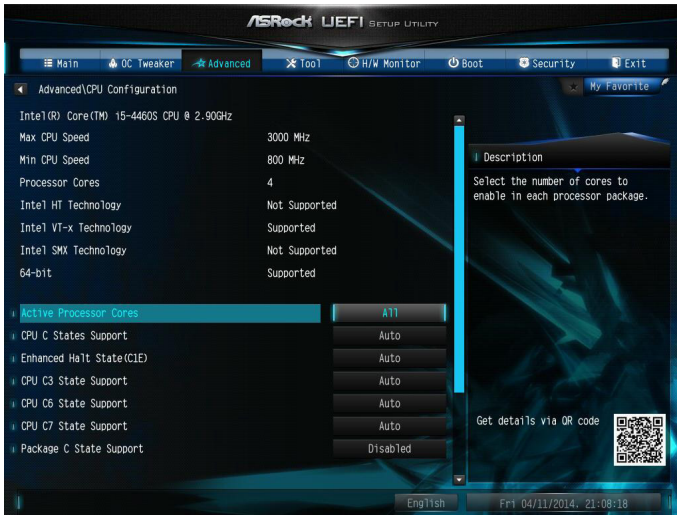 ASRock UEFI SETUP UTILITY
Main OC Tweaker Advanced Tool H/W Monitor Boot Security Exit
Advanced\CPU Configuration
My Favorite
Intel(R) Core(TM) i5-4460S CPU @ 2.90GHz
Max CPU Speed 3000 MHz
Min CPU Speed 800 MHz
Processor Cores 4
Intel HT Technology Not Supported
Intel VT-x Technology Supported
Intel SMX Technology Not Supported
64-bit Supported
Active Processor Cores All
CPU C States Support Auto
Enhanced Halt State(C1E) Auto
CPU C3 State Support Auto
CPU C6 State Support Auto
CPU C7 State Support Auto
Package C State Support Disabled
Description
Select the number of cores to
enable in each processor package.
Get details via QR code
English
Fri 04/11/2014. 21:08:18